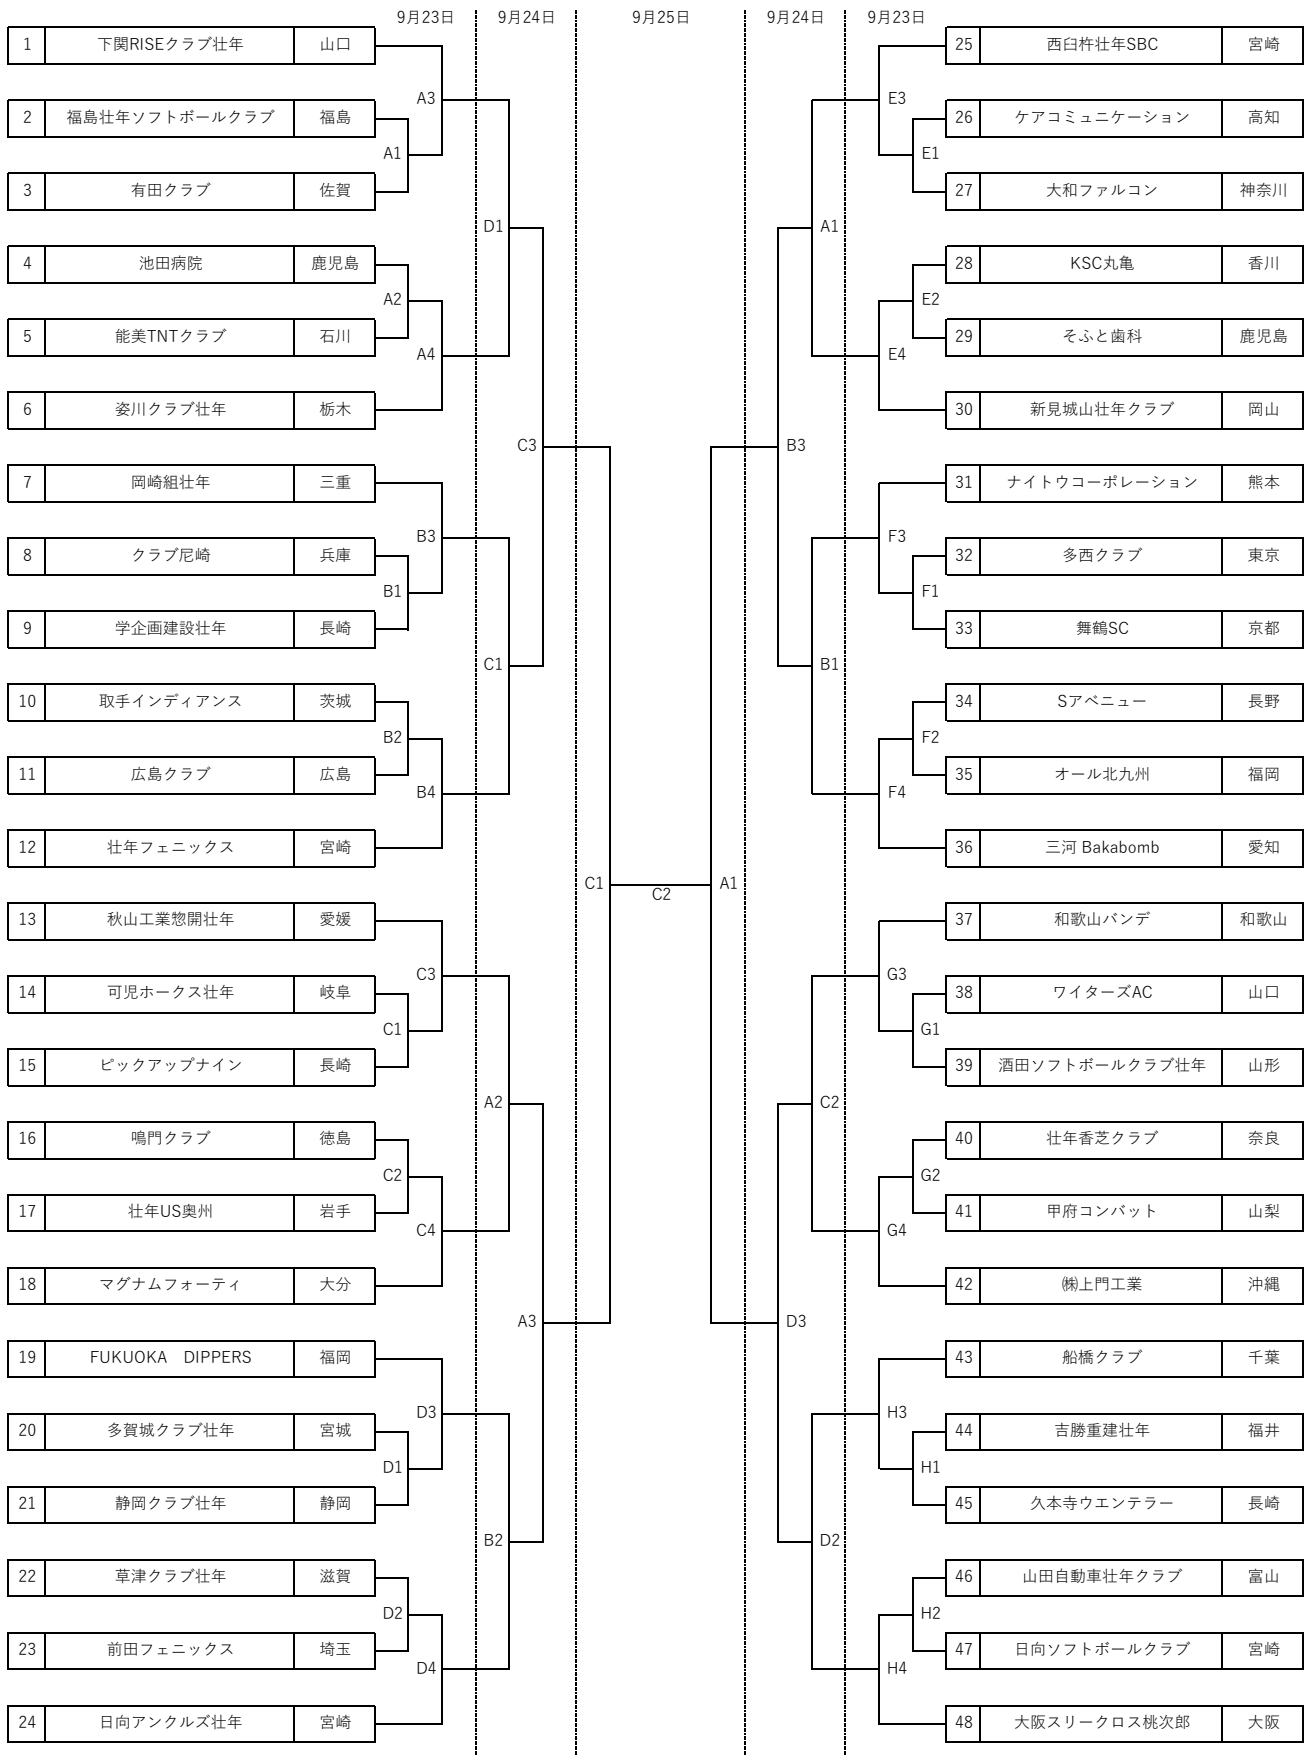 9月23日 9月24日 9月25日 9月24日 9月23日
1 下関RISEクラブ壮年 山口
2 福島壮年ソフトボールクラブ 福島
3 有田クラブ 佐賀
4 池田病院 鹿児島
5 能美TNTクラブ 石川
6 姿川クラブ壮年 栃木
7 岡崎組壮年 三重
8 クラブ尼崎 兵庫
9 学企画建設壮年 長崎
10 取手インディアンス 茨城
11 広島クラブ 広島
12 壮年フェニックス 宮崎
13 秋山工業惣開壮年 愛媛
14 可児ホークス壮年 岐阜
15 ピックアップナイン 長崎
16 鳴門クラブ 徳島
17 壮年US奥州 岩手
18 マグナムフォーティ 大分
19 FUKUOKA　DIPPERS 福岡
20 多賀城クラブ壮年 宮城
21 静岡クラブ壮年 静岡
22 草津クラブ壮年 滋賀
23 前田フェニックス 埼玉
24 日向アンクルズ壮年 宮崎
A3
A1
A2
A4
B3
B1
B2
B4
C3
C1
C2
C4
D3
D1
D2
D4
D1
C1
A2
B2
C3
A3
C1
C2
A1
B3
D3
A1
B1
C2
D2
E3
E1
E2
E4
F3
F1
F2
F4
G3
G1
G2
G4
H3
H1
H2
H4
25 西臼杵壮年SBC 宮崎
26 ケアコミュニケーション 高知
27 大和ファルコン 神奈川
28 KSC丸亀 香川
29 そふと歯科 鹿児島
30 新見城山壮年クラブ 岡山
31 ナイトウコーポレーション 熊本
32 多西クラブ 東京
33 舞鶴SC 京都
34 Sアベニュー 長野
35 オール北九州 福岡
36 三河 Bakabomb 愛知
37 和歌山バンデ 和歌山
38 ワイターズAC 山口
39 酒田ソフトボールクラブ壮年 山形
40 壮年香芝クラブ 奈良
41 甲府コンバット 山梨
42 ㈱上門工業 沖縄
43 船橋クラブ 千葉
44 吉勝重建壮年 福井
45 久本寺ウエンテラー 長崎
46 山田自動車壮年クラブ 富山
47 日向ソフトボールクラブ 宮崎
48 大阪スリークロス桃次郎 大阪